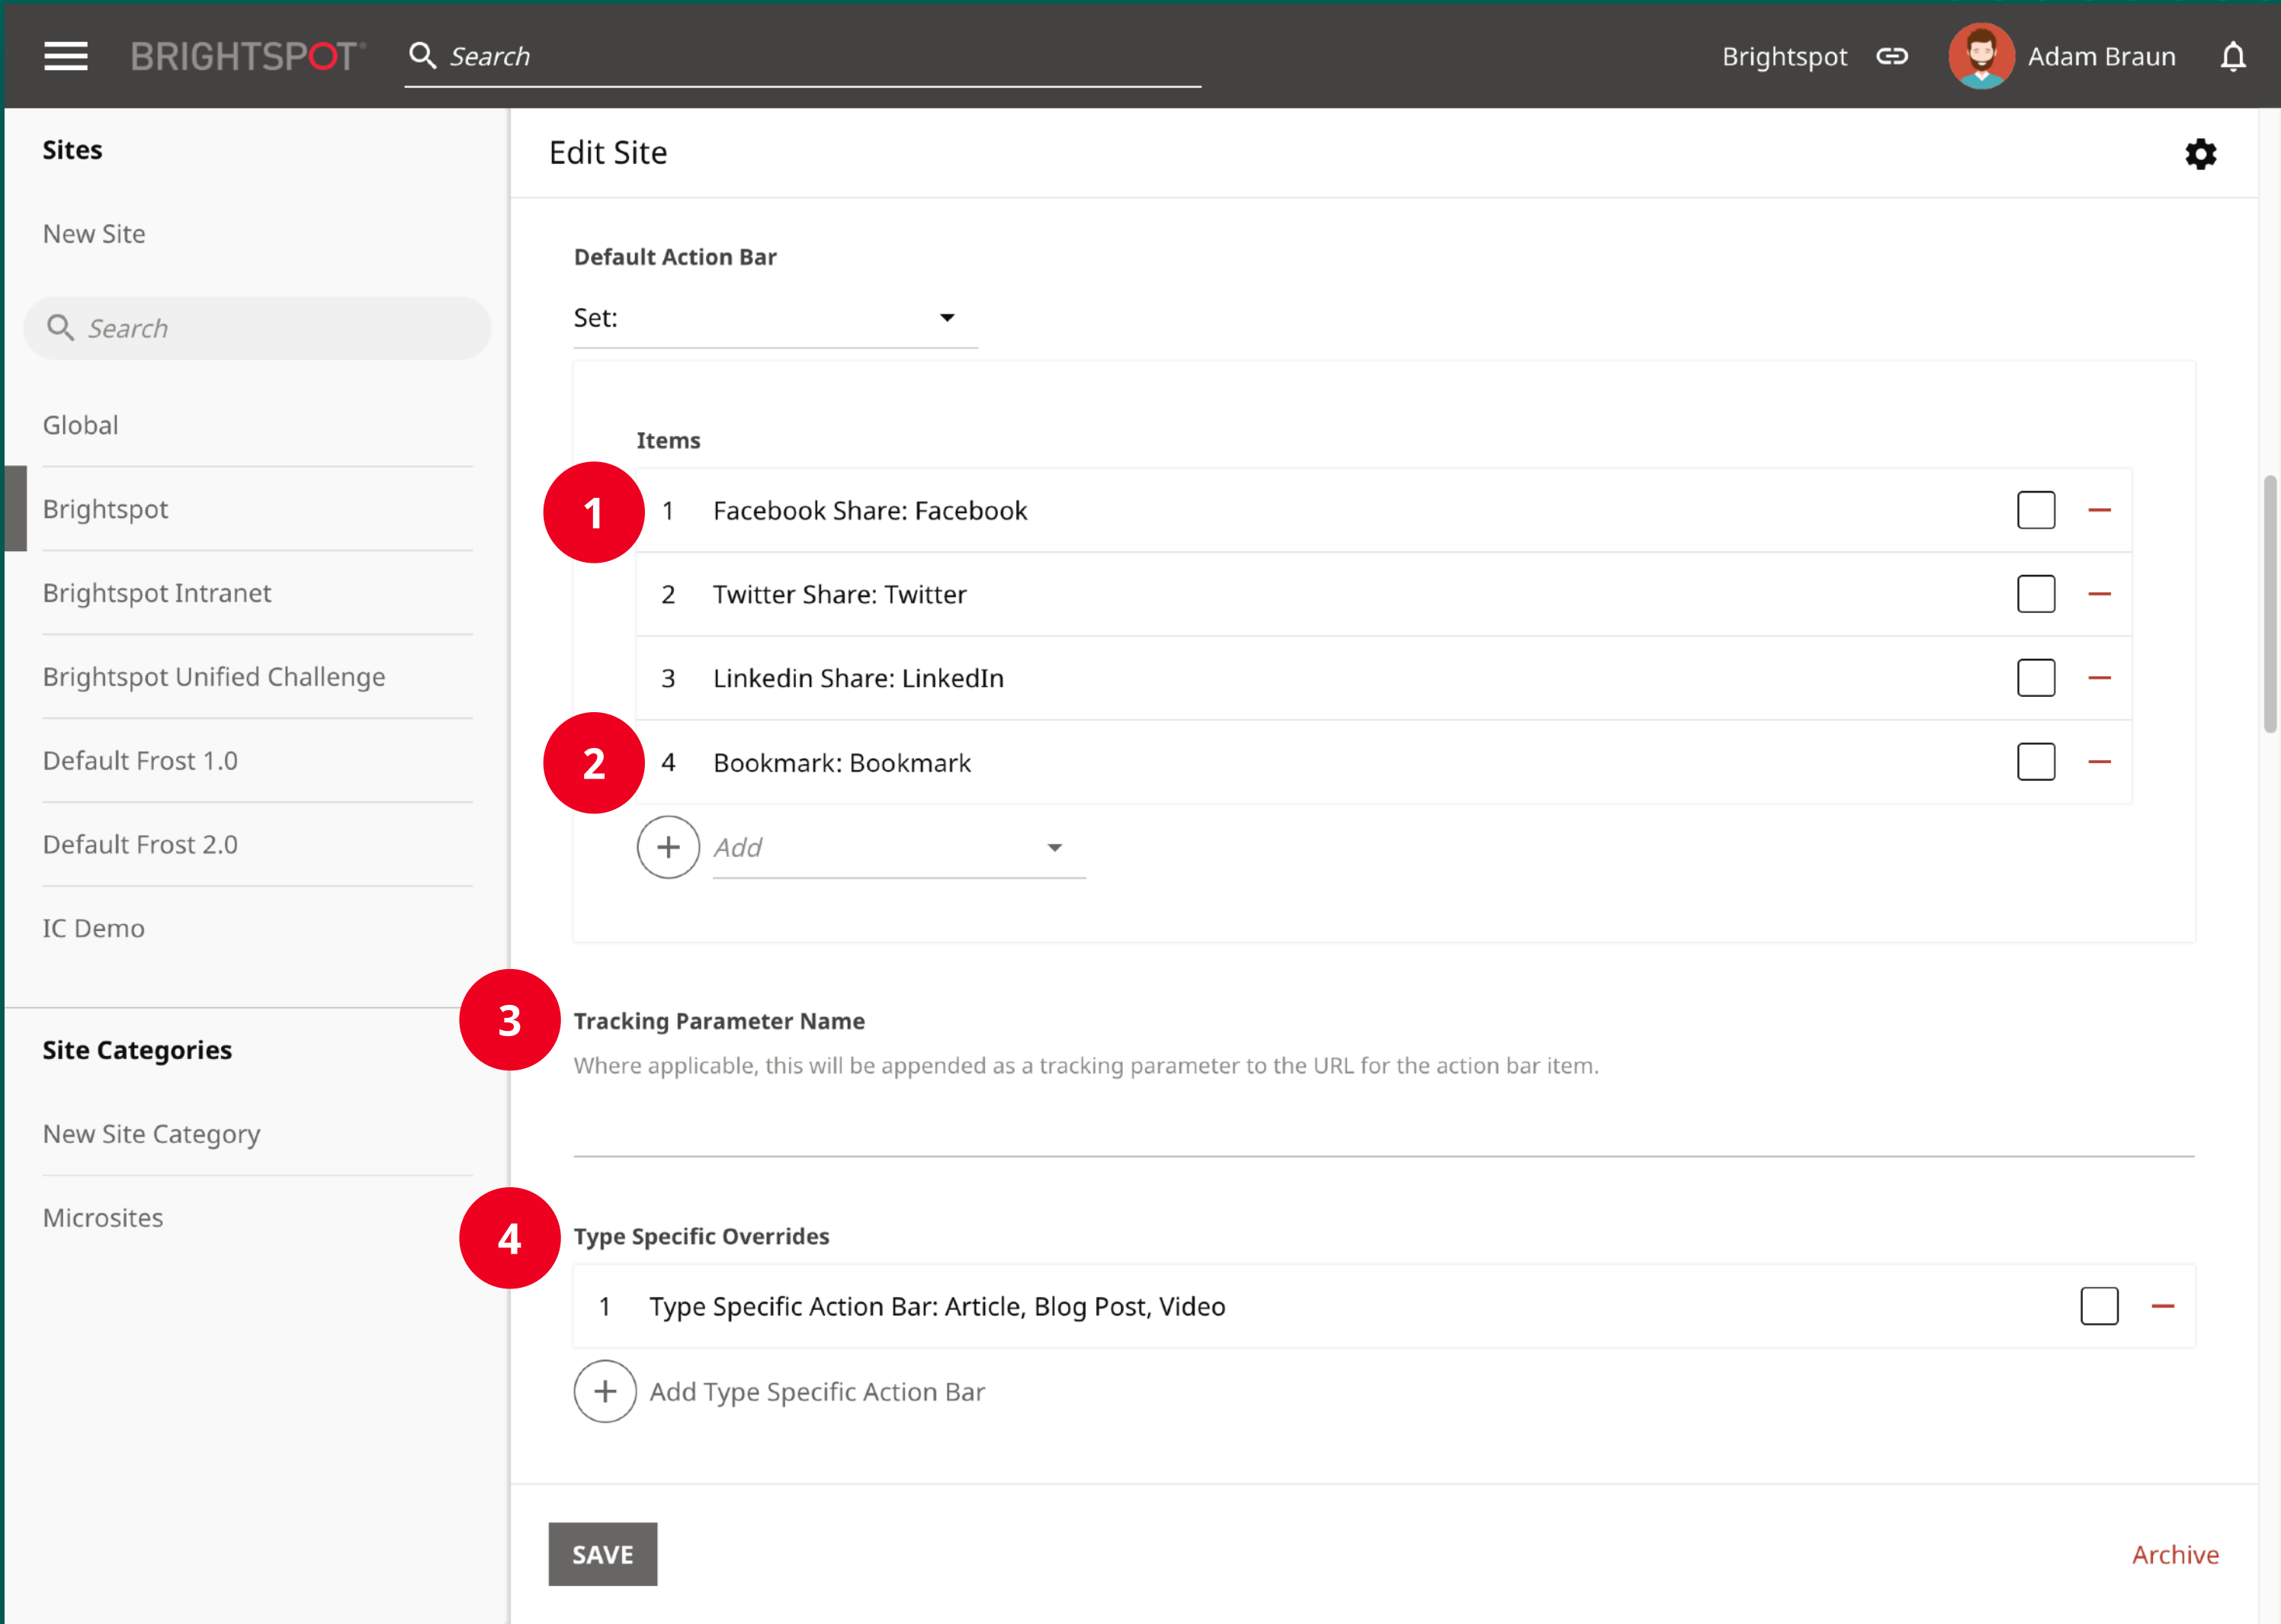 BRIGHTSPOT
Search
Brightspot
Adam Braun
Sites
New Site
Search
Global
Brightspot
Brightspot Intranet
Brightspot Unified Challenge
Default Frost 1.0
Default Frost 2.0
IC Demo
Site Categories
New Site Category
Microsites
Edit Site
Default Action Bar
Set:
Items
1 1 Facebook Share: Facebook
2 Twitter Share: Twitter
3 Linkedin Share: LinkedIn
2 4 Bookmark: Bookmark
Add
3 Tracking Parameter Name
Where applicable, this will be appended as a tracking parameter to the URL for the action bar item.
4 Type Specific Overrides
1 Type Specific Action Bar: Article, Blog Post, Video
Add Type Specific Action Bar
SAVE
Archive